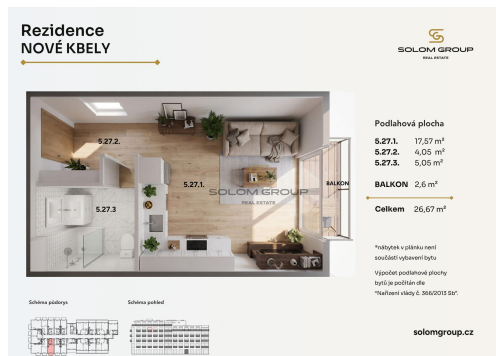 Rezidence
NOVÉ KBELY
SOLOM GROUP
REAL ESTATE
5.27.2.
5.27.1.
5.27.3
BALKON
SOLOM GROUP
REAL ESTATE
Podlahová plocha
5.27.1. 17,57 m²
5.27.2. 4,05 m²
5.27.3. 5,05 m²
BALKON 2,6 m²
Celkem 26,67 m²
*nábytek v plánku není
součástí vybavení bytu
Výpočet podlahové plochy
bytů je počítán dle
"Nařízení vlády č. 366/2013 Sb".
Schéma půdorys
Schéma pohled
solomgroup.cz